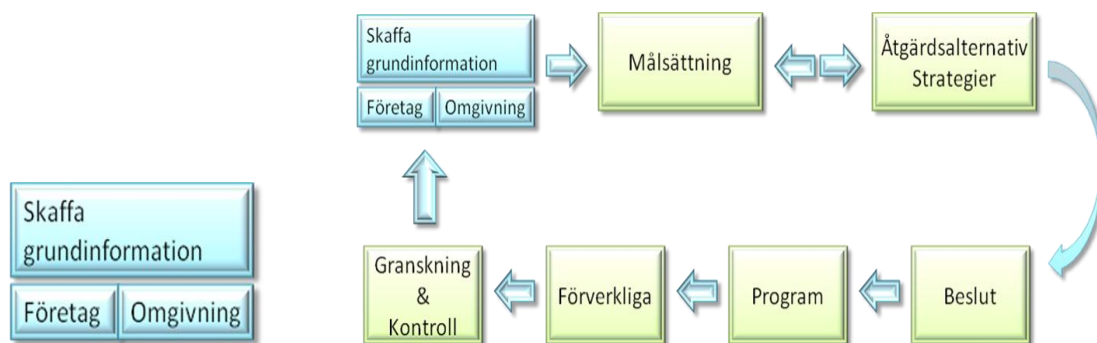 Skaffa
grundinformation
Företag
Omgivning
Målsättning
Åtgärdsalternativ
Strategier
Beslut
Program
Förverkliga
Granskning
&
Kontroll
Skaffa
grundinformation
Företag
Omgivning